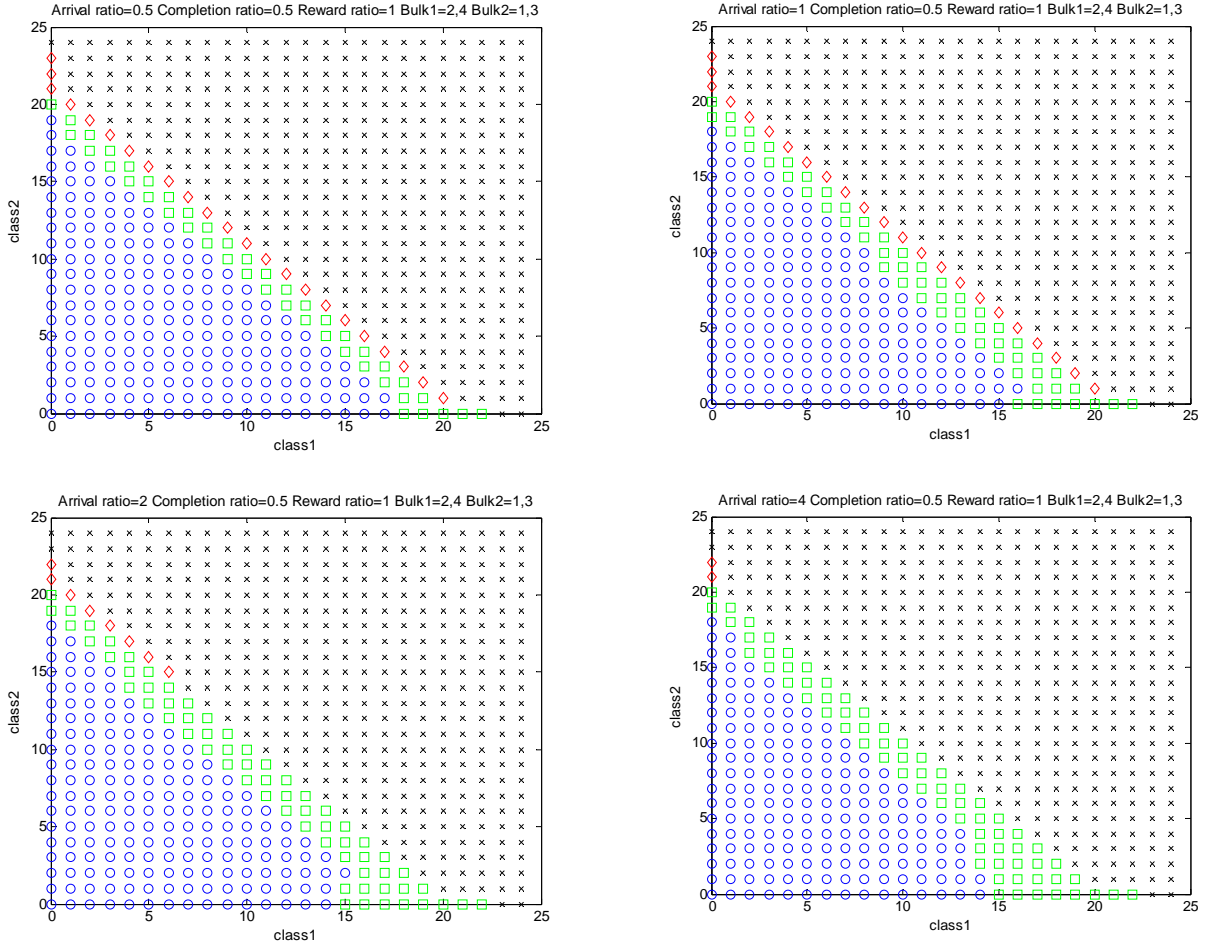 Arrival ratio=0.5 Completion ratio=0.5 Reward ratio=1 Bulk1=2,4 Bulk2=1,3
25
20
15
10
5
0
class2
0 5 10 15 20 25
class1
Arrival ratio=1 Completion ratio=0.5 Reward ratio=1 Bulk1=2,4 Bulk2=1,3
25
20
15
10
5
0
class2
0 5 10 15 20 25
class1
Arrival ratio=2 Completion ratio=0.5 Reward ratio=1 Bulk1=2,4 Bulk2=1,3
25
20
15
10
5
0
class2
0 5 10 15 20 25
class1
Arrival ratio=4 Completion ratio=0.5 Reward ratio=1 Bulk1=2,4 Bulk2=1,3
25
20
15
10
5
0
class2
0 5 10 15 20 25
class1